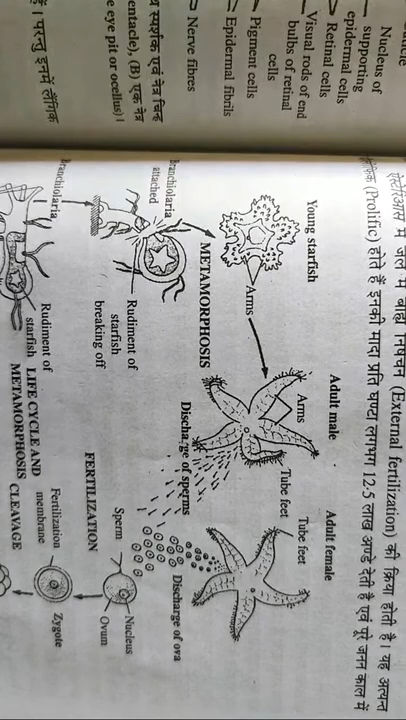 Nucleus of
supporting
epidermal cells
Retinal cells
Visual rods of end
bulbs of retinal
cells
Pigment cells
Epidermal fibrils
Nerve fibres
स्पर्शक एवं नेत्र चिन्ह
entacle), (B) एक नेत्र
e eye pit or ocellus)।
हैं। परन्तु इनमें लैंगिक
में जल में बाह्य निषेचन (External fertilization) की क्रिया होती है। यह अत्यन्त
(Prolific) होते हैं इनकी मादा प्रति घण्टा लगभग 12-5 लाख अण्डे देती है एवं पूरे जनन काल में
Young starfish
Adult male
Adult female
Arms
Arms
Tube feet
Tube feet
METAMORPHOSIS
Discharge of sperms
Discharge of ova
Branchiolaria
attached
Rudiment of
starfish
breaking off
FERTILIZATION
Sperm
Nucleus
Ovum
Branchiolaria
Rudiment of
starfish
LIFE CYCLE AND
METAMORPHOSIS
Fertilization
membrane
Zygote
CLEAVAGE